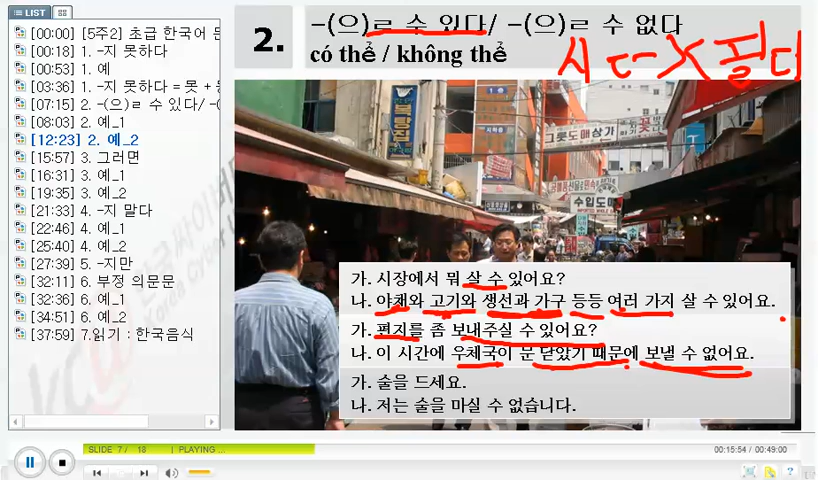 LIST
[00:00] [5주2] 초급 한국어 문
[00:18] 1. -지 못하다
[00:53] 1. 예
[03:36] 1. -지 못하다 = 못 +
[07:15] 2. -(으)ㄹ 수 있다/ -(
[08:03] 2. 예_1
[12:23] 2. 예_2
[15:57] 3. 그러면
[16:31] 3. 예_1
[19:35] 3. 예_2
[21:33] 4. -지 말다
[22:46] 4. 예_1
[25:40] 4. 예_2
[27:39] 5. -지만
[32:11] 6. 부정 의문문
[32:36] 6. 예_1
[34:51] 6. 예_2
[37:59] 7.읽기 : 한국음식
2.
-(으)ㄹ 수 있다/ -(으)ㄹ 수 없다
có thể / không thể
그릇도매상가
수입도매
가. 시장에서 뭐 살 수 있어요?
나. 야채와 고기와 생선과 가구 등등 여러 가지 살 수 있어요.
가. 편지를 좀 보내주실 수 있어요?
나. 이 시간에 우체국이 문 닫았기 때문에 보낼 수 없어요.
가. 술을 드세요.
나. 저는 술을 마실 수 없습니다.
SLIDE 7 / 18 | PLAYING ...
00:15:54 / 00:49:00